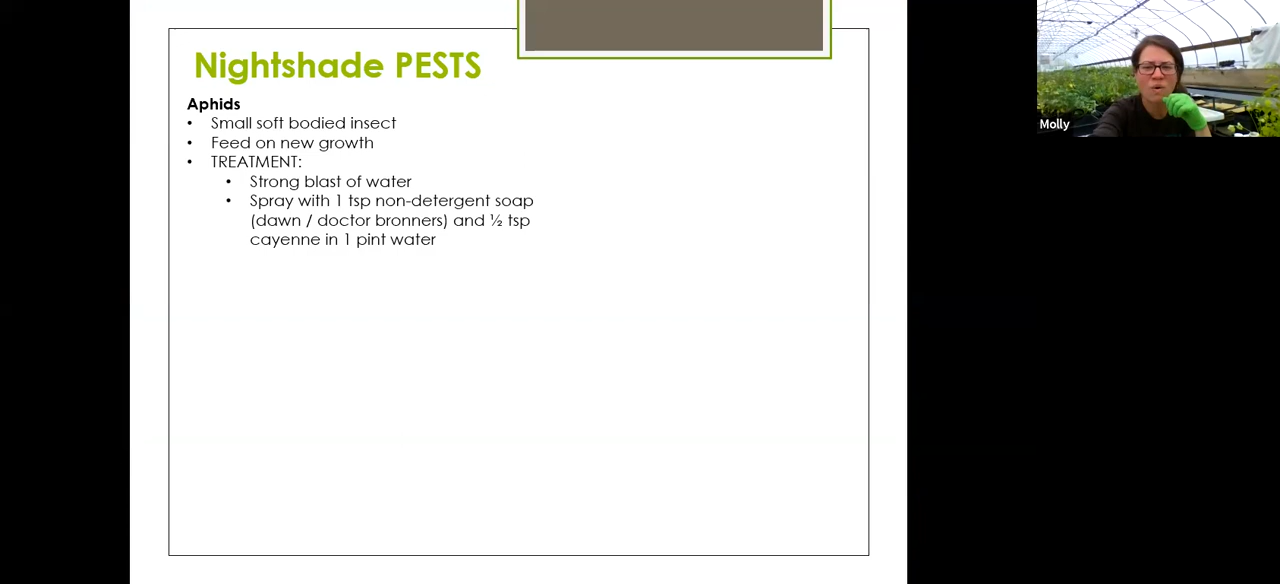 Nightshade PESTS
Aphids
• Small soft bodied insect
• Feed on new growth
• TREATMENT:
• Strong blast of water
• Spray with 1 tsp non-detergent soap
(dawn / doctor bronners) and ½ tsp
cayenne in 1 pint water
Molly